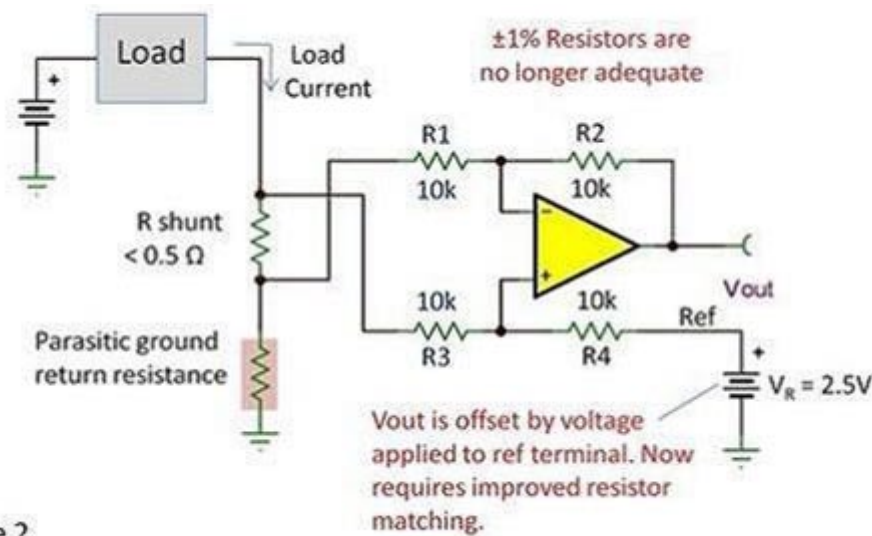 Load
+
Load
Current
±1% Resistors are
no longer adequate
R1
10k
R2
10k
R shunt
< 0.5 Ω
−
+
Vout
10k
R3
10k
R4
Ref
+
VR = 2.5V
Parasitic ground
return resistance
Vout is offset by voltage
applied to ref terminal. Now
requires improved resistor
matching.
2